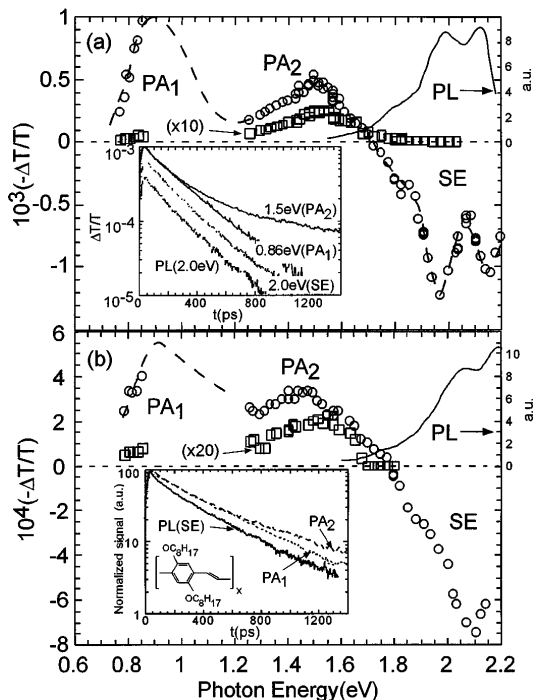 (a)
PA1
PA2
PL
SE
(x10)
1
0.5
0
-0.5
-1
10^3(-ΔT/T)
8
6
4
2
0
a.u.
10^-3
10^-4
10^-5
ΔT/T
1.5eV(PA2)
0.86eV(PA1)
PL(2.0eV)
2.0eV(SE)
0 400 800 1200
t(ps)
(b)
PA1
PA2
PL
SE
(x20)
6
4
2
0
-2
-4
-6
-8
10^4(-ΔT/T)
10
8
6
4
2
0
a.u.
100
10
1
Normalized signal (a.u.)
PL(SE)
PA2
PA1
OC8H17
x
OC8H17
0 400 800 1200
t(ps)
0.6 0.8 1 1.2 1.4 1.6 1.8 2 2.2
Photon Energy(eV)